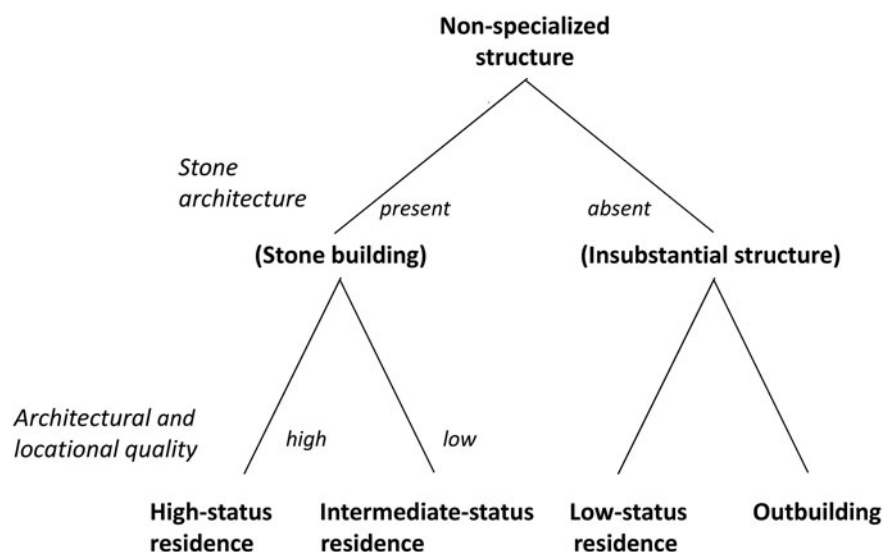 Non-specialized
structure
Stone
architecture
present
absent
(Stone building)
(Insubstantial structure)
Architectural and
locational quality
high
low
High-status
residence
Intermediate-status
residence
Low-status
residence
Outbuilding